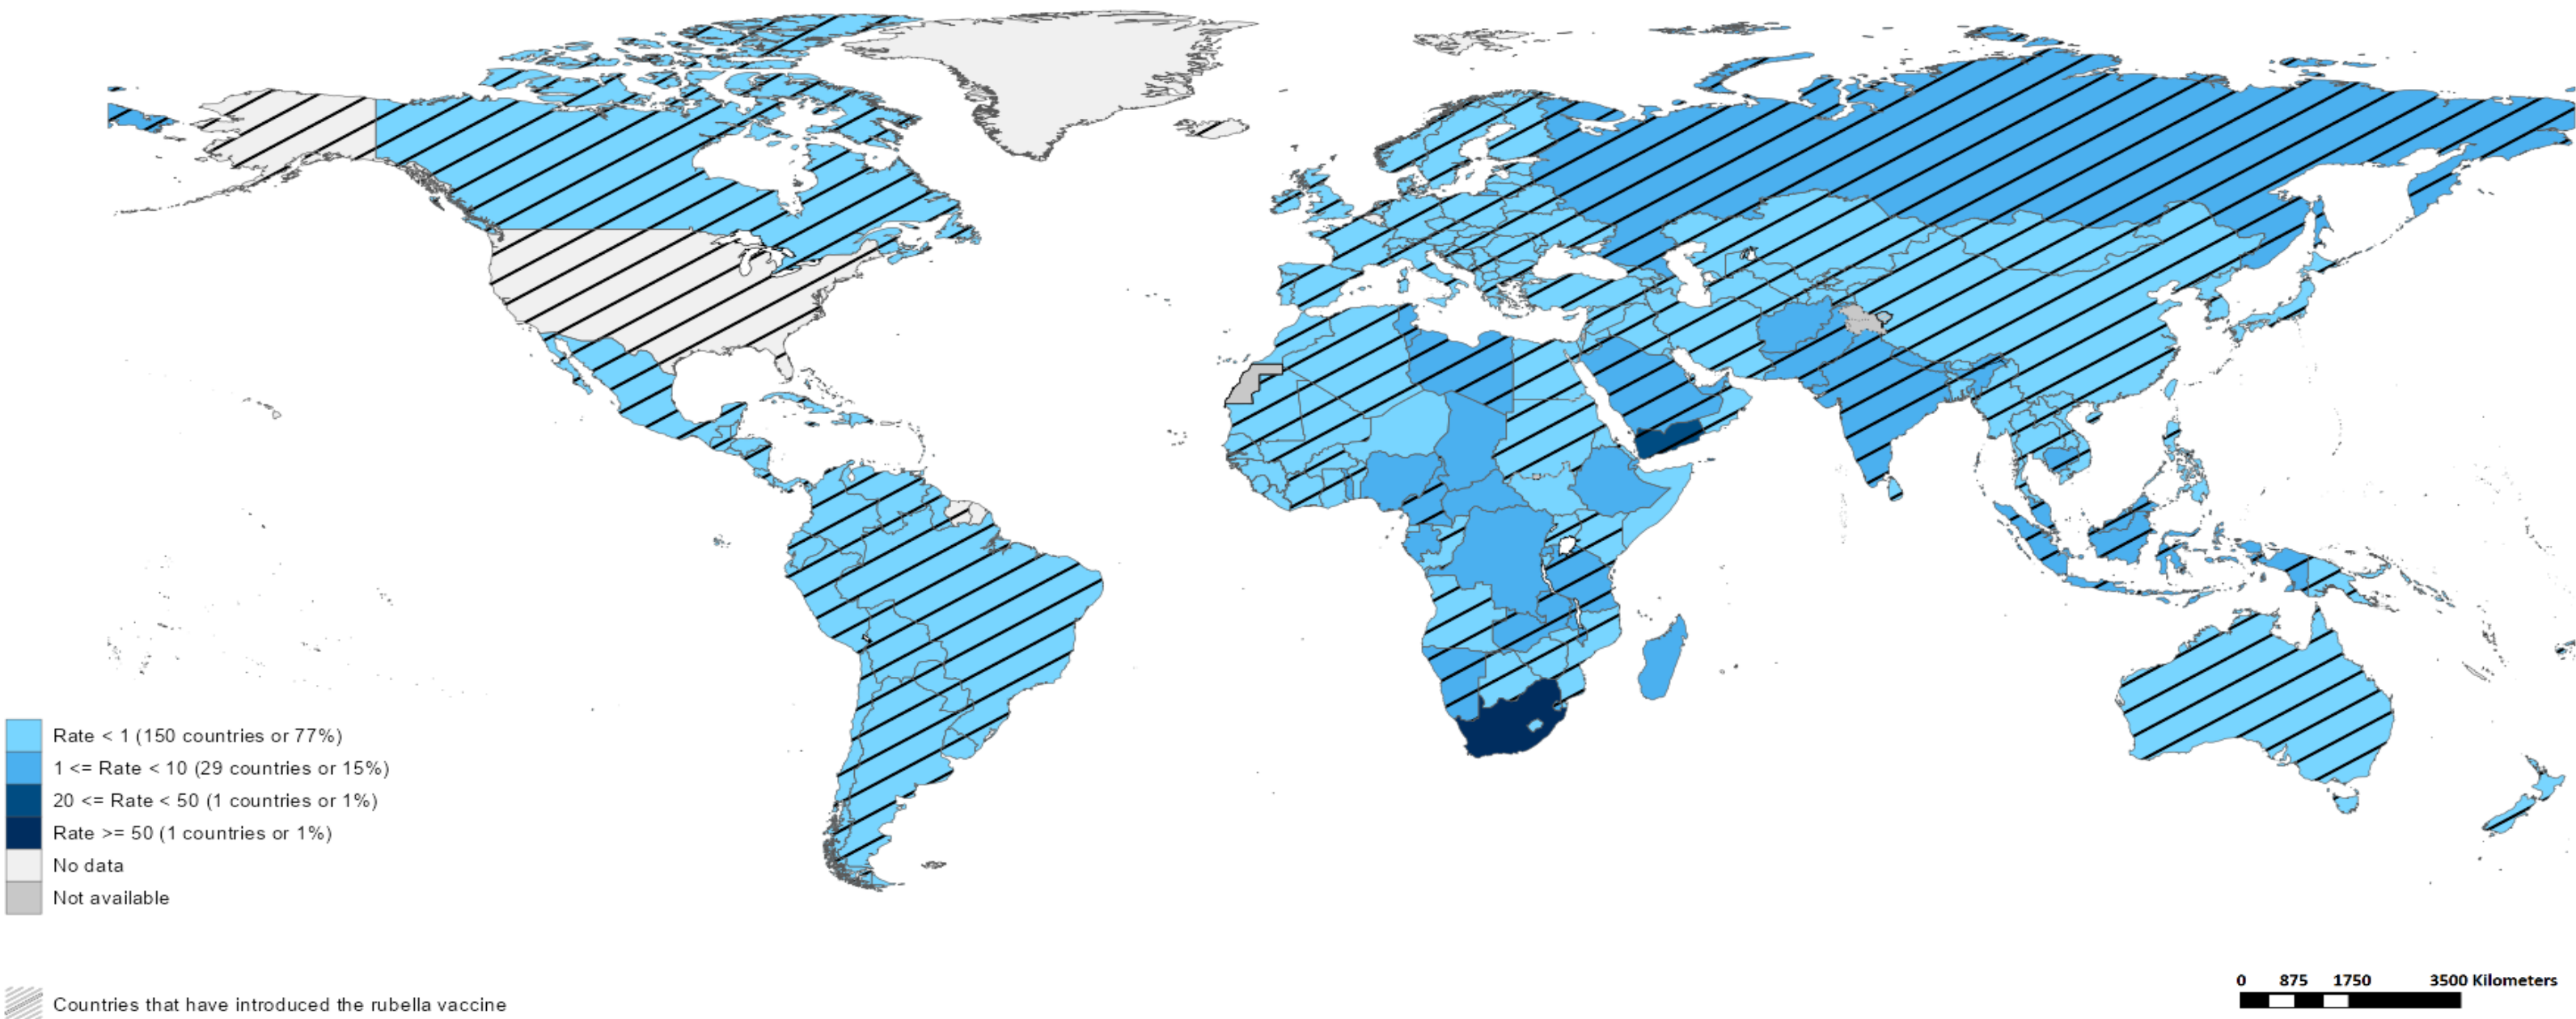 Rate < 1 (150 countries or 77%)
1 <= Rate < 10 (29 countries or 15%)
20 <= Rate < 50 (1 countries or 1%)
Rate >= 50 (1 countries or 1%)
No data
Not available
Countries that have introduced the rubella vaccine
0 875 1750 3500 Kilometers